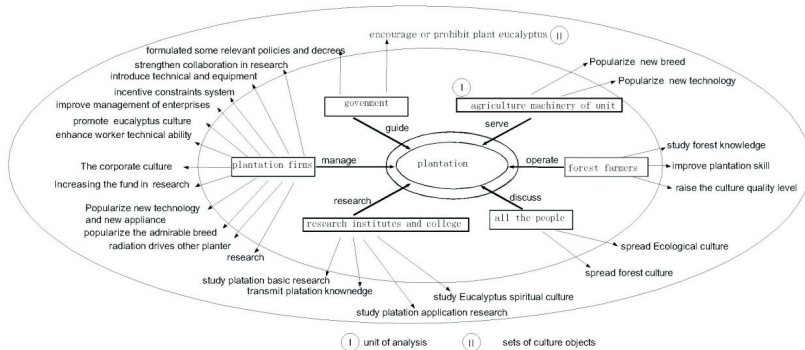 encourage or prohibit plant eucalyptus
II
formulated some relevant policies and decrees
strengthen collaboration in research
introduce technical and equipment
incentive constraints system
improve management of enterprises
promote eucalyptus culture
enhance worker technical ability
The corporate culture
Increasing the fund in research
Popularize new technology
and new appliance
popularize the admirable breed
radiation drives other planter
research
plantation firms
manage
govenment
guide
I
agriculture machinery of unit
serve
Popularize new breed
Popularize new technology
plantation
operate
forest farmers
study forest knowledge
improve plantation skill
raise the culture quality level
research
research institutes and college
discuss
all the people
spread Ecological culture
spread forest culture
study platation basic research
transmit platation knownedge
study platation application research
study Eucalyptus spiritual culture
I unit of analysis II sets of culture objects